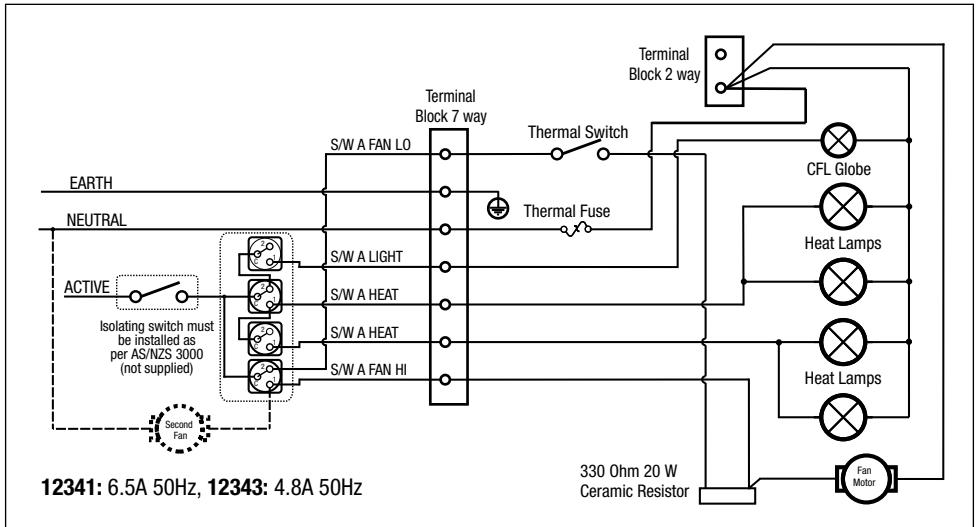 Terminal
Block 2 way
Terminal
Block 7 way
S/W A FAN LO
Thermal Switch
CFL Globe
EARTH
NEUTRAL
Thermal Fuse
Heat Lamps
S/W A LIGHT
ACTIVE
S/W A HEAT
Isolating switch must
be installed as
per AS/NZS 3000
(not supplied)
S/W A HEAT
Heat Lamps
S/W A FAN HI
Second
Fan
330 Ohm 20 W
Ceramic Resistor
Fan
Motor
12341: 6.5A 50Hz, 12343: 4.8A 50Hz